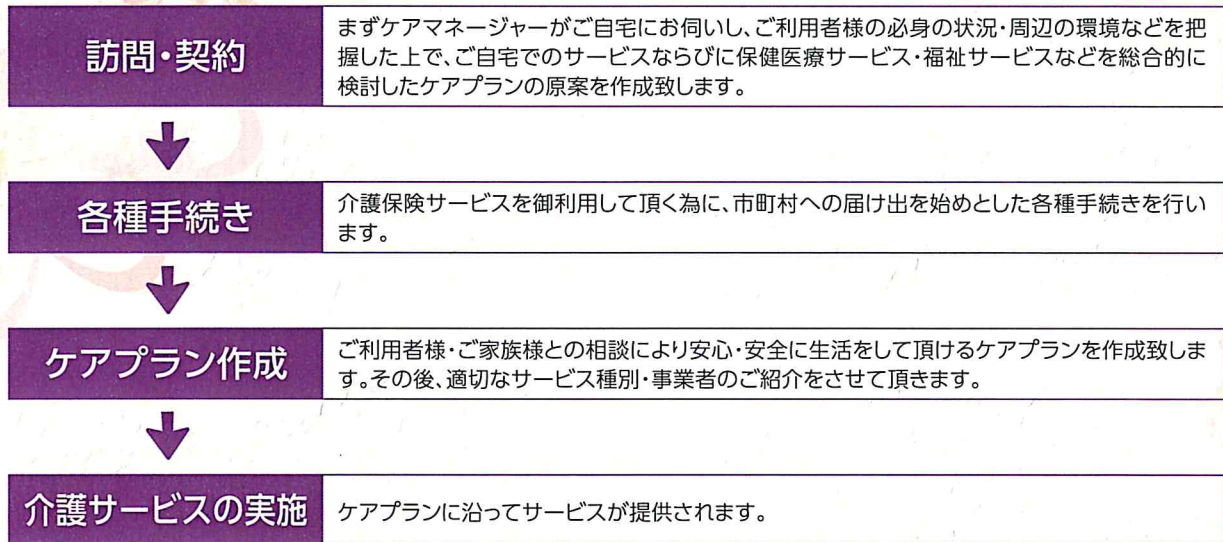 訪問・契約
まずケアマネージャーがご自宅にお伺いし、ご利用者様の必身の状況・周辺の環境などを把
握した上で、ご自宅でのサービスならびに保健医療サービス・福祉サービスなどを総合的に
検討したケアプランの原案を作成致します。
各種手続き
介護保険サービスを御利用して頂く為に、市町村への届け出を始めとした各種手続きを行い
ます。
ケアプラン作成
ご利用者様・ご家族様との相談により安心・安全に生活をして頂けるケアプランを作成致しま
す。その後、適切なサービス種別・事業者のご紹介をさせて頂きます。
介護サービスの実施
ケアプランに沿ってサービスが提供されます。